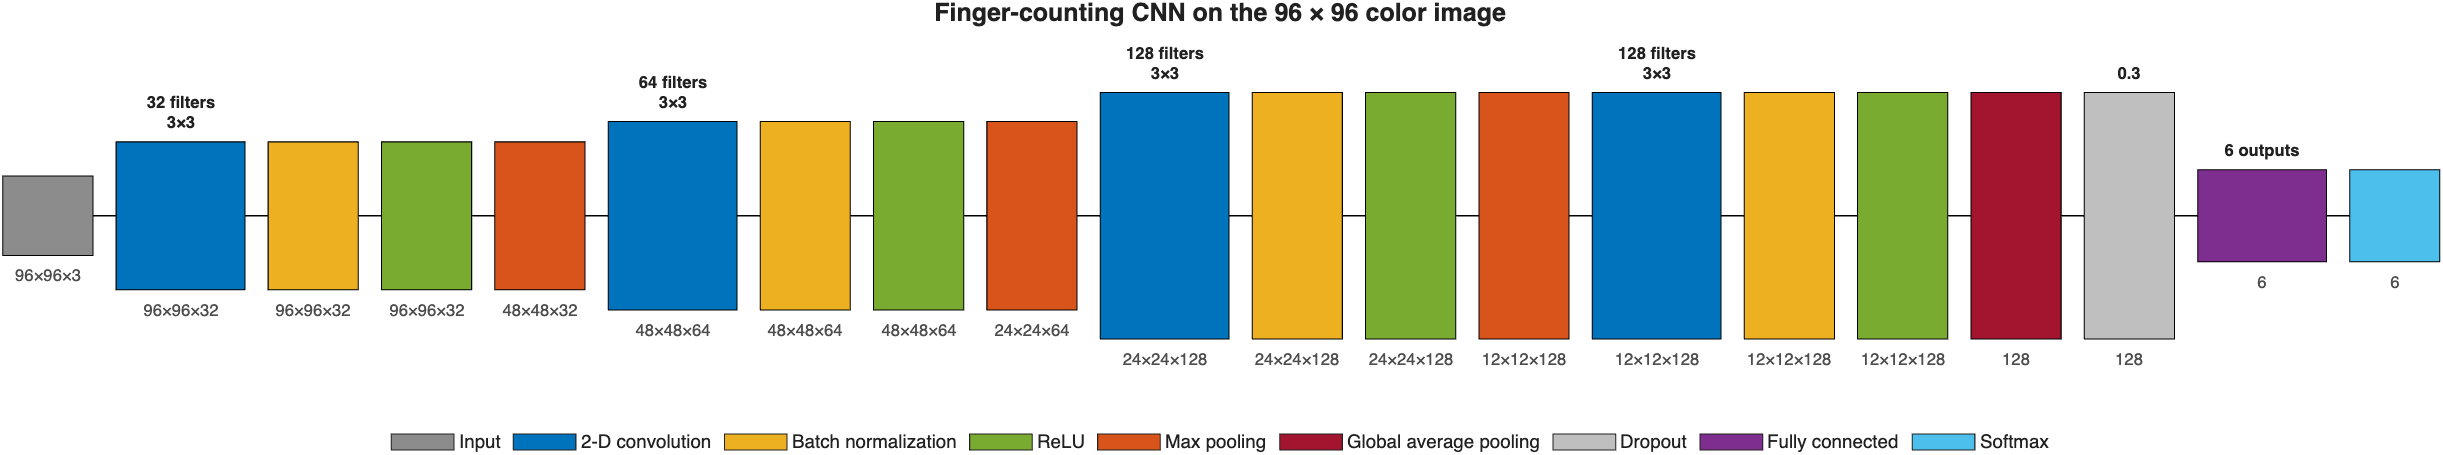 Finger-counting CNN on the 96 × 96 color image
32 filters
3×3
64 filters
3×3
128 filters
3×3
128 filters
3×3
0.3
6 outputs
96×96×3
96×96×32
96×96×32
96×96×32
48×48×32
48×48×64
48×48×64
48×48×64
24×24×64
24×24×128
24×24×128
24×24×128
12×12×128
12×12×128
12×12×128
12×12×128
128
128
6
6
Input
2-D convolution
Batch normalization
ReLU
Max pooling
Global average pooling
Dropout
Fully connected
Softmax